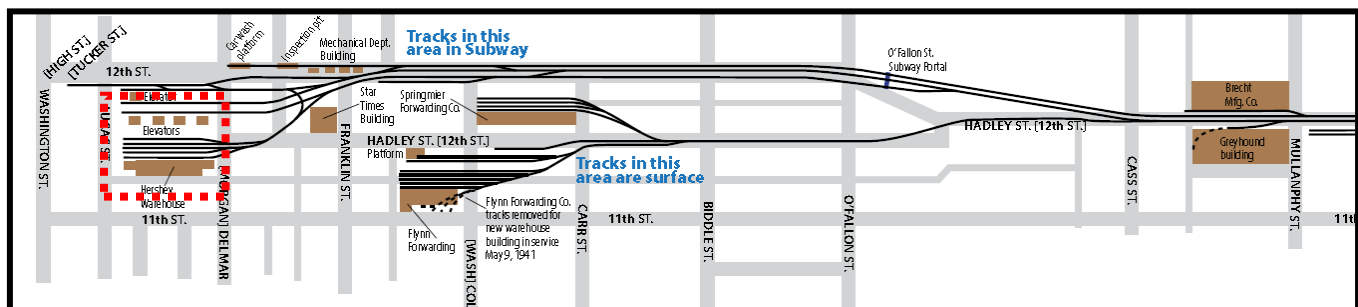 [HIGH ST.]
[TUCKER ST.]
12th ST.
Car wash
platform
Inspection pit
Mechanical Dept.
Building
Tracks in this
area in Subway
O'Fallon St.
Subway Portal
Brecht
Mfg. Co.
Elevator
Elevators
Star
Times
Building
Springmier
Forwarding Co.
HADLEY ST. [12th ST.]
Platform
HADLEY ST. [12th ST.]
Greyhound
building
Tracks in this
area are surface
Hershey
Warehouse
11th ST.
Flynn
Forwarding
Flynn Forwarding Co.
tracks removed for
new warehouse
building in service
May 9, 1941
11th ST.
11th
WASHINGTON ST.
LUCAS ST.
[MORGAN] DELMAR
FRANKLIN ST.
[WASH] COL
CARR ST.
BIDDLE ST.
O'FALLON ST.
CASS ST.
MULLANPHY ST.